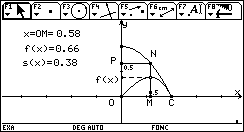 F1 F2 F3 F4 F5 F6 cm F7 A F8
x=OM= 0.58
f(x)= 0.66
s(x)= 0.38
y
P
0.5
N
f(x)
O
M
.5
C
x
EXA DEG AUTO FONC